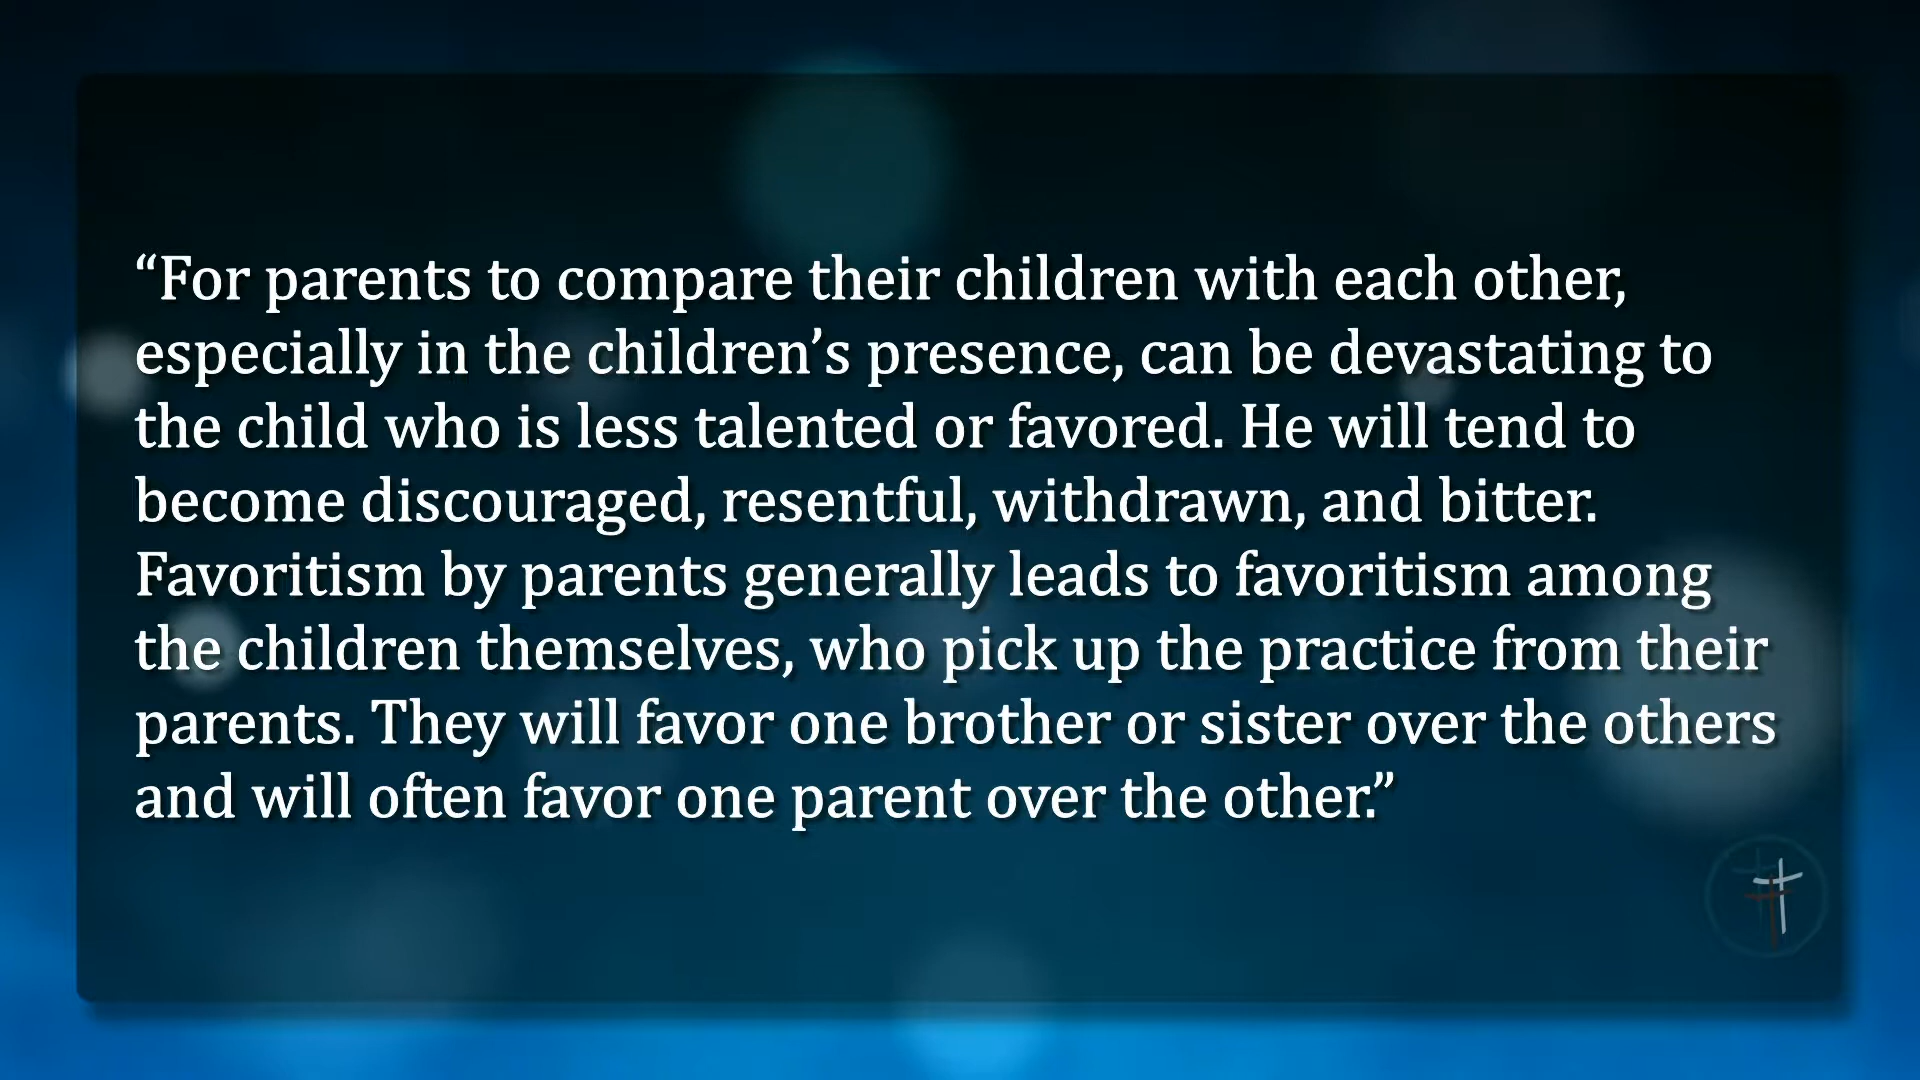 “For parents to compare their children with each other,
especially in the children’s presence, can be devastating to
the child who is less talented or favored. He will tend to
become discouraged, resentful, withdrawn, and bitter.
Favoritism by parents generally leads to favoritism among
the children themselves, who pick up the practice from their
parents. They will favor one brother or sister over the others
and will often favor one parent over the other.”